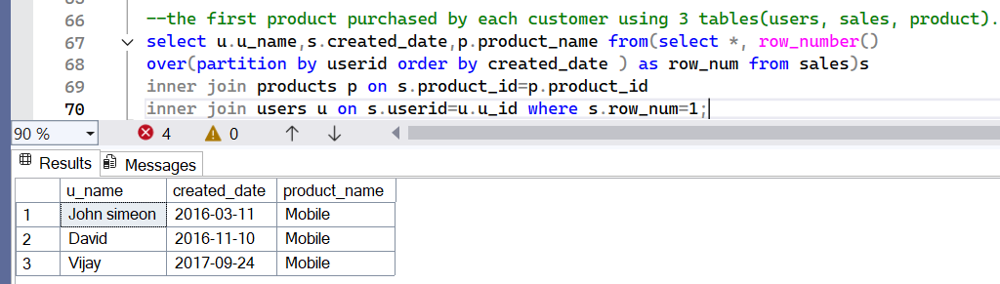 66 --the first product purchased by each customer using 3 tables(users, sales, product).
67 select u.u_name,s.created_date,p.product_name from(select *, row_number()
68 over(partition by userid order by created_date ) as row_num from sales)s
69 inner join products p on s.product_id=p.product_id
70 inner join users u on s.userid=u.u_id where s.row_num=1;
90 % 4 0
Results Messages
u_name created_date product_name
1 John simeon 2016-03-11 Mobile
2 David 2016-11-10 Mobile
3 Vijay 2017-09-24 Mobile